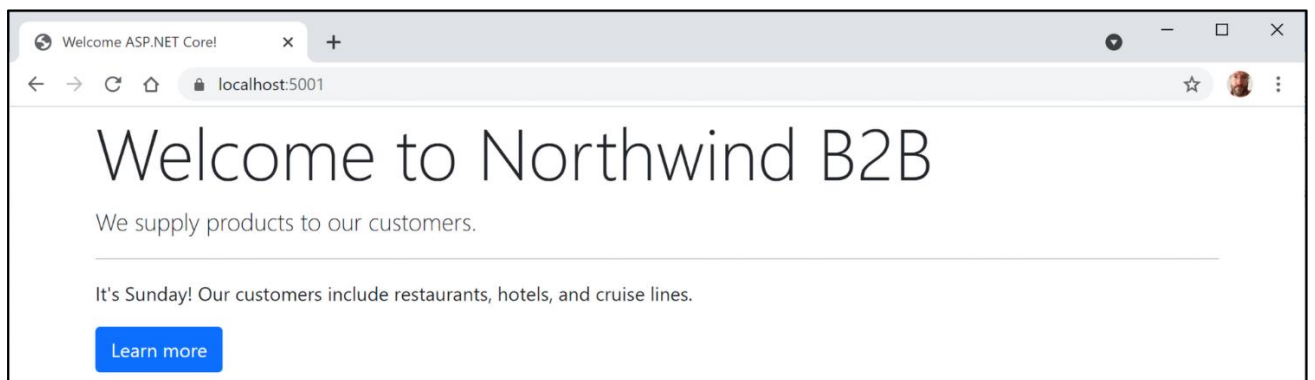 Welcome ASP.NET Core!
localhost:5001
Welcome to Northwind B2B
We supply products to our customers.
It's Sunday! Our customers include restaurants, hotels, and cruise lines.
Learn more